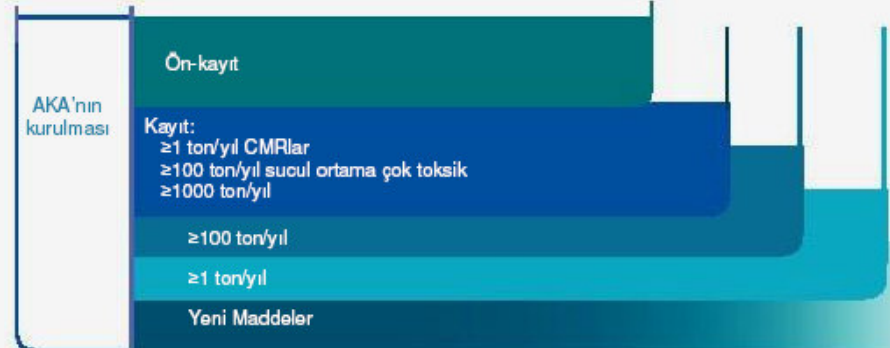 Ön-kayıt
AKA'nın
kurulması
Kayıt:
≥1 ton/yıl CMRlar
≥100 ton/yıl sucul ortama çok toksik
≥1000 ton/yıl
≥100 ton/yıl
≥1 ton/yıl
Yeni Maddeler